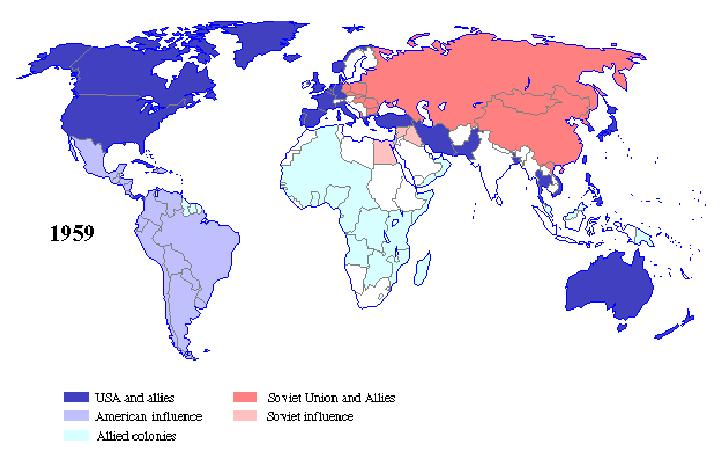 1959
USA and allies
Soviet Union and Allies
American influence
Soviet influence
Allied colonies